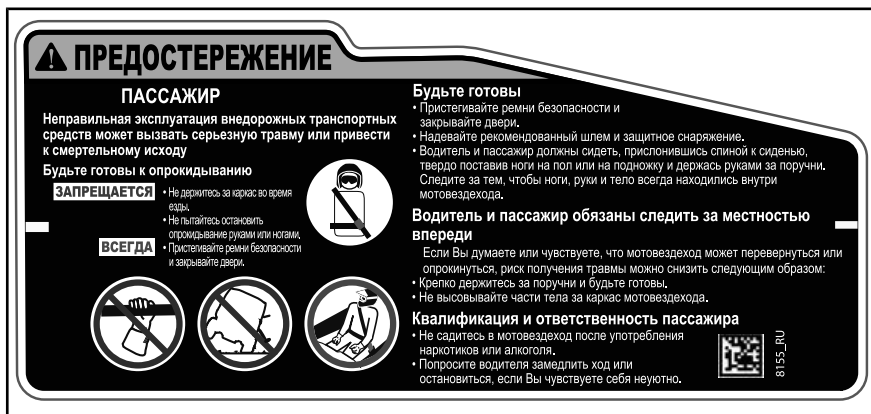 ПРЕДОСТЕРЕЖЕНИЕ
ПАССАЖИР
Неправильная эксплуатация внедорожных транспортных
средств может вызвать серьезную травму или привести
к смертельному исходу
Будьте готовы к опрокидыванию
ЗАПРЕЩАЕТСЯ
• Не держитесь за каркас во время
езды.
• Не пытайтесь остановить
опрокидывание руками или ногами.
ВСЕГДА
• Пристегивайте ремни безопасности
и закрывайте двери.
Будьте готовы
• Пристегивайте ремни безопасности и
закрывайте двери.
• Надевайте рекомендованный шлем и защитное снаряжение.
• Водитель и пассажир должны сидеть, прислонившись спиной к сиденью,
твердо поставив ноги на пол или на подножку и держась руками за поручни.
Следите за тем, чтобы ноги, руки и тело всегда находились внутри
мотовездехода.
Водитель и пассажир обязаны следить за местностью
впереди
Если Вы думаете или чувствуете, что мотовездеход может перевернуться или
опрокинуться, риск получения травмы можно снизить следующим образом:
• Крепко держитесь за поручни и будьте готовы.
• Не высовывайте части тела за каркас мотовездехода.
Квалификация и ответственность пассажира
• Не садитесь в мотовездеход после употребления
наркотиков или алкоголя.
• Попросите водителя замедлить ход или
остановиться, если Вы чувствуете себя неуютно.
8155_RU